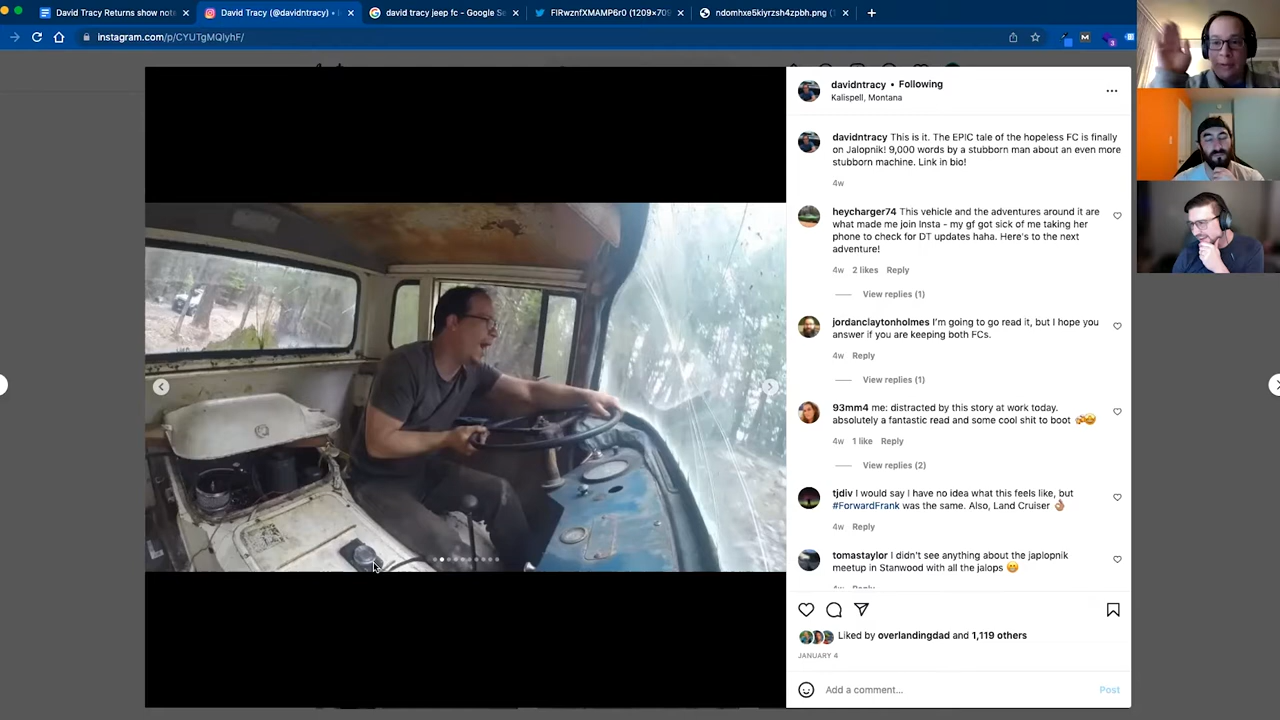 David Tracy Returns show note
David Tracy (@davidntracy) • I
david tracy jeep fc - Google Se
FIRwznfXMAMP6r0 (1209×709
ndomhxe5kiyrzsh4zpbh.png (1
instagram.com/p/CYUTgMQlyhF/
davidntracy • Following
Kalispell, Montana
davidntracy This is it. The EPIC tale of the hopeless FC is finally
on Jalopnik! 9,000 words by a stubborn man about an even more
stubborn machine. Link in bio!
4w
heycharger74 This vehicle and the adventures around it are
what made me join Insta - my gf got sick of me taking her
phone to check for DT updates haha. Here's to the next
adventure!
4w 2 likes Reply
View replies (1)
jordanclaytonholmes I'm going to go read it, but I hope you
answer if you are keeping both FCs.
4w Reply
View replies (1)
93mm4 me: distracted by this story at work today.
absolutely a fantastic read and some cool shit to boot
4w 1 like Reply
View replies (2)
tjdiv I would say I have no idea what this feels like, but
#ForwardFrank was the same. Also, Land Cruiser 👌🏽
4w Reply
tomastaylor I didn't see anything about the japlopnik
meetup in Stanwood with all the jalops 😁
4w Reply
Liked by overlandingdad and 1,119 others
JANUARY 4
Add a comment...
Post